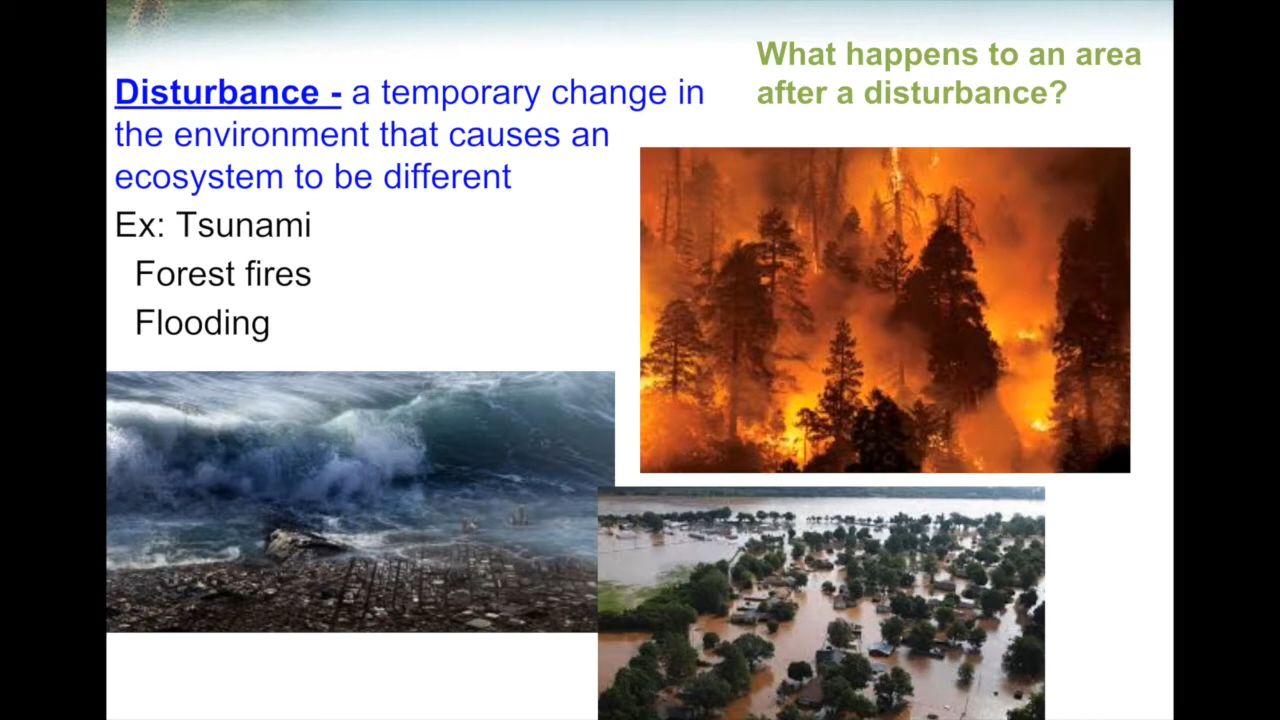 Disturbance - a temporary change in
the environment that causes an
ecosystem to be different
Ex: Tsunami
Forest fires
Flooding
What happens to an area
after a disturbance?